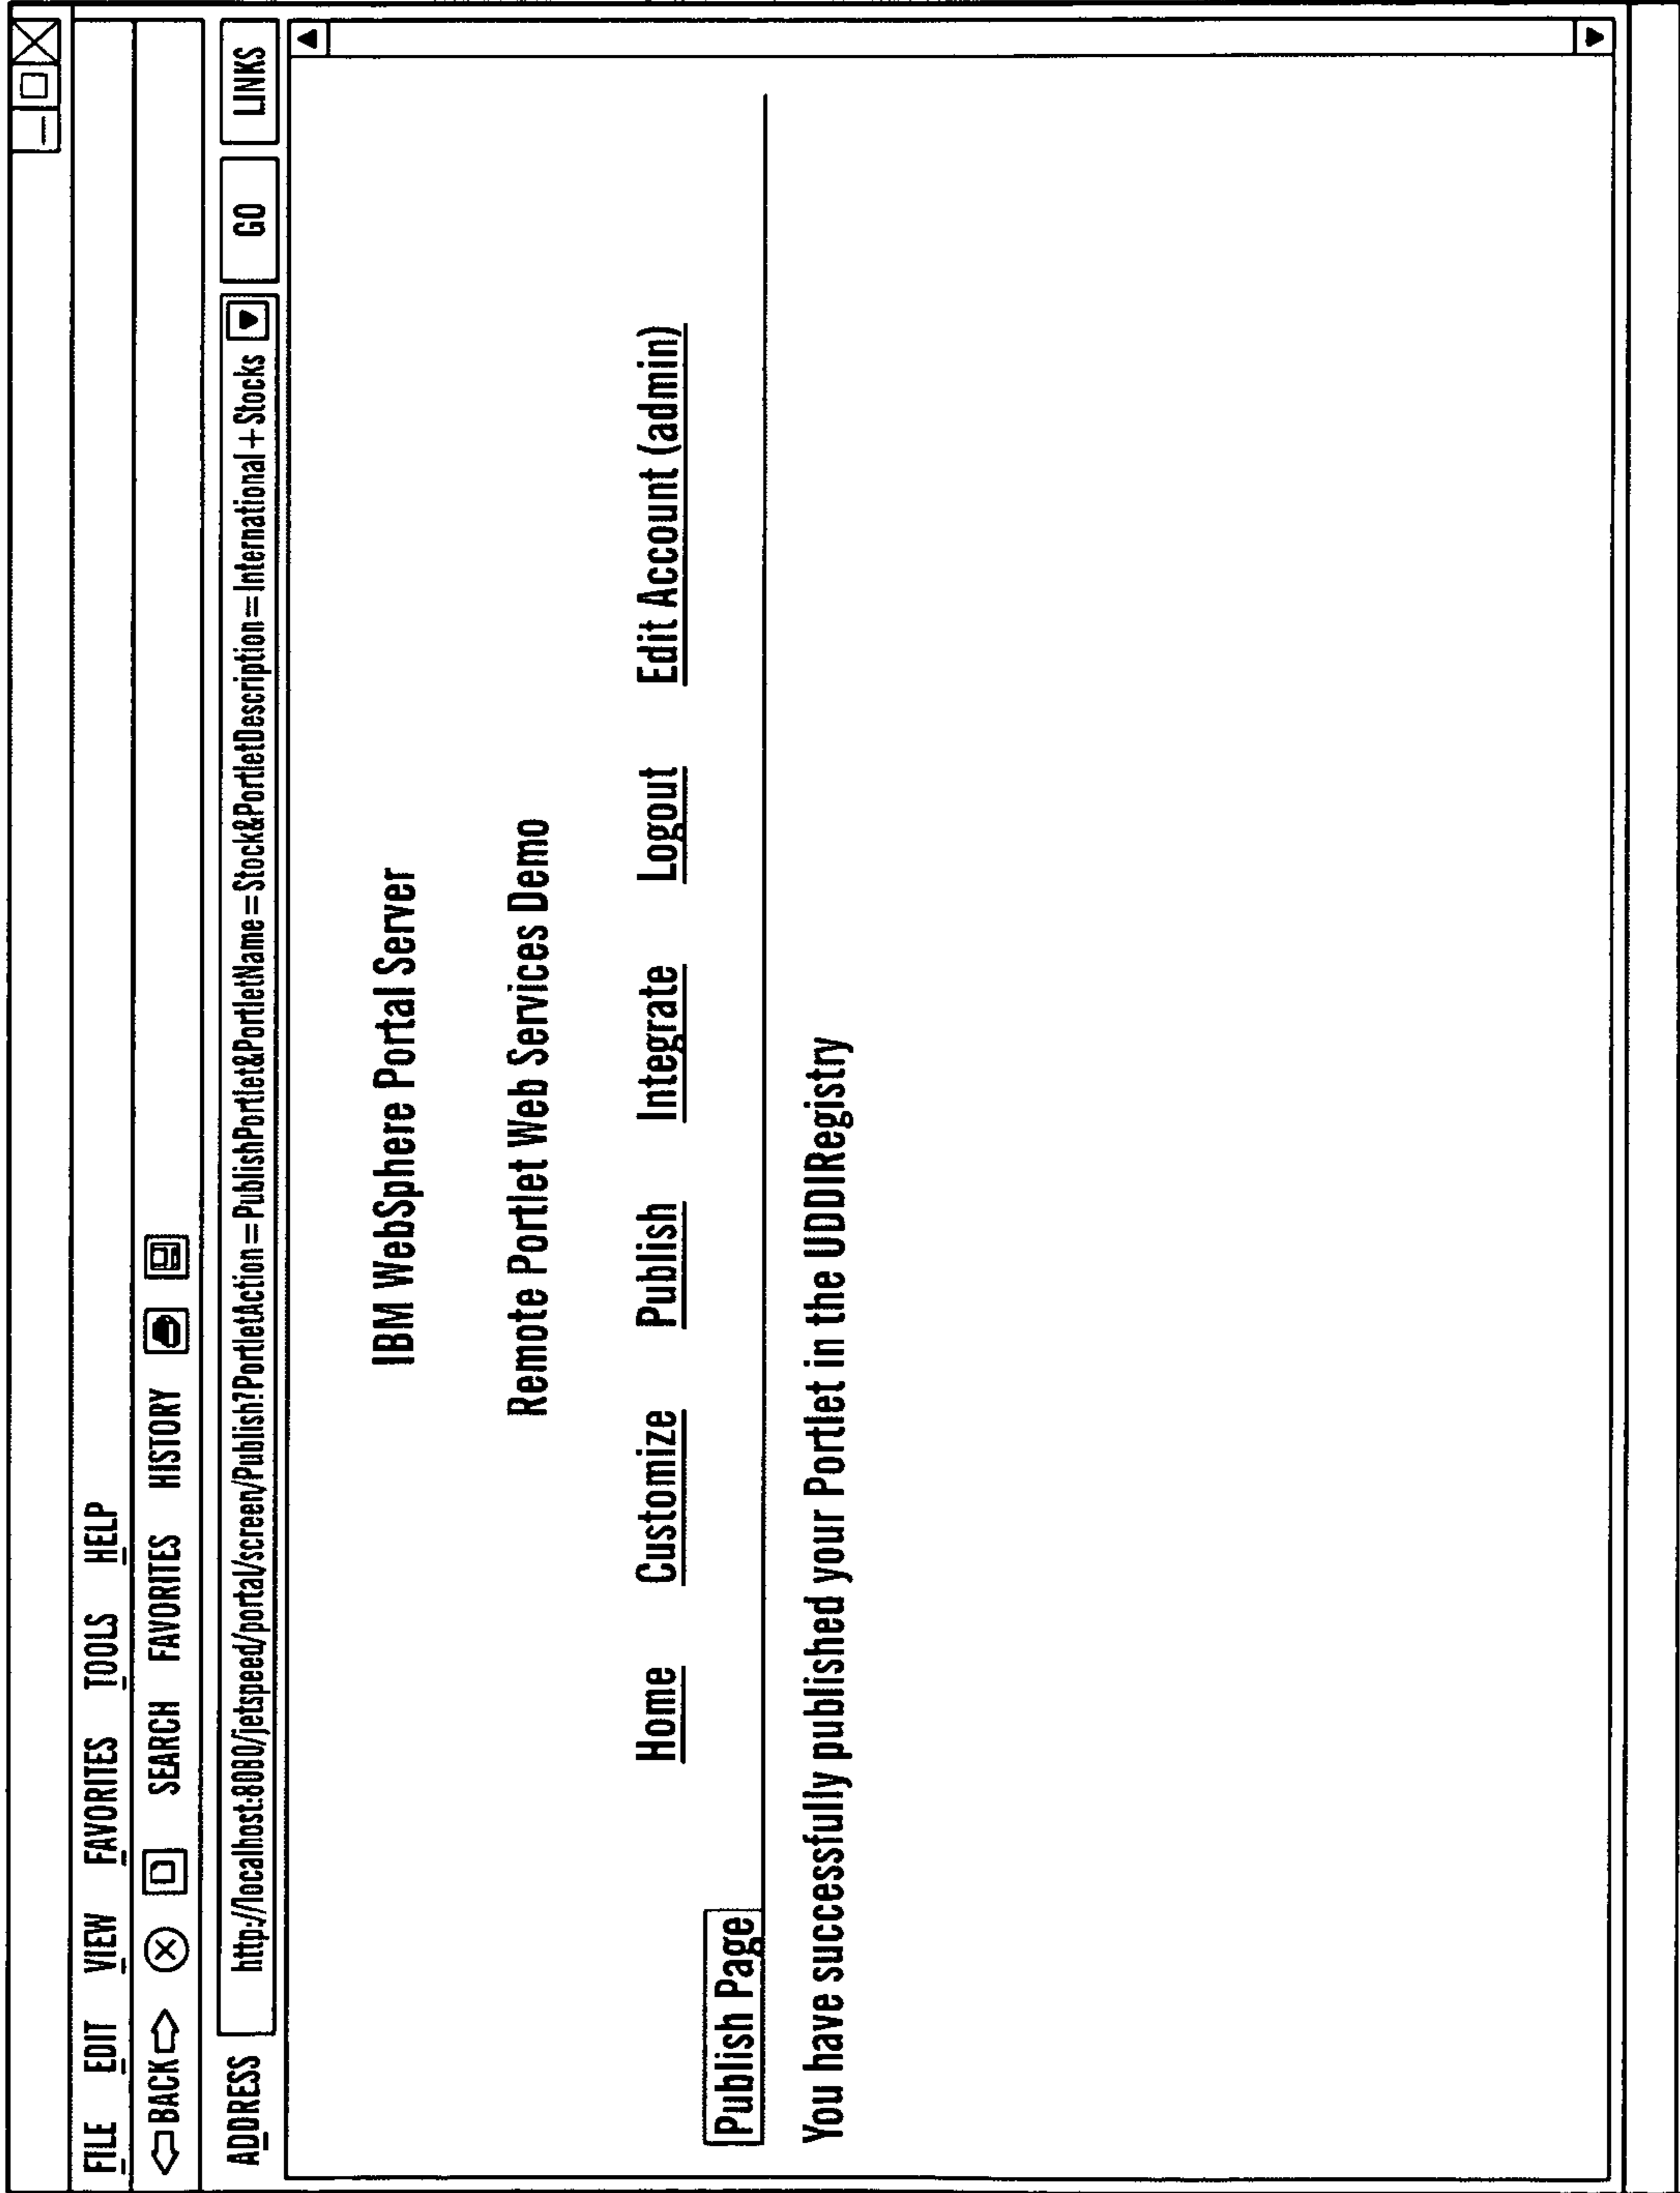 FILE EDIT VIEW FAVORITES TOOLS HELP
BACK SEARCH FAVORITES HISTORY
ADDRESS http://localhost:8080/jetspeed/portal/screen/Publish?PortletAction=PublishPortlet&PortletName=Stock&PortletDescription=International+Stocks GO LINKS
IBM WebSphere Portal Server
Remote Portlet Web Services Demo
Home Customize Publish Integrate Logout Edit Account (admin)
Publish Page
You have successfully published your Portlet in the UDDIRegistry